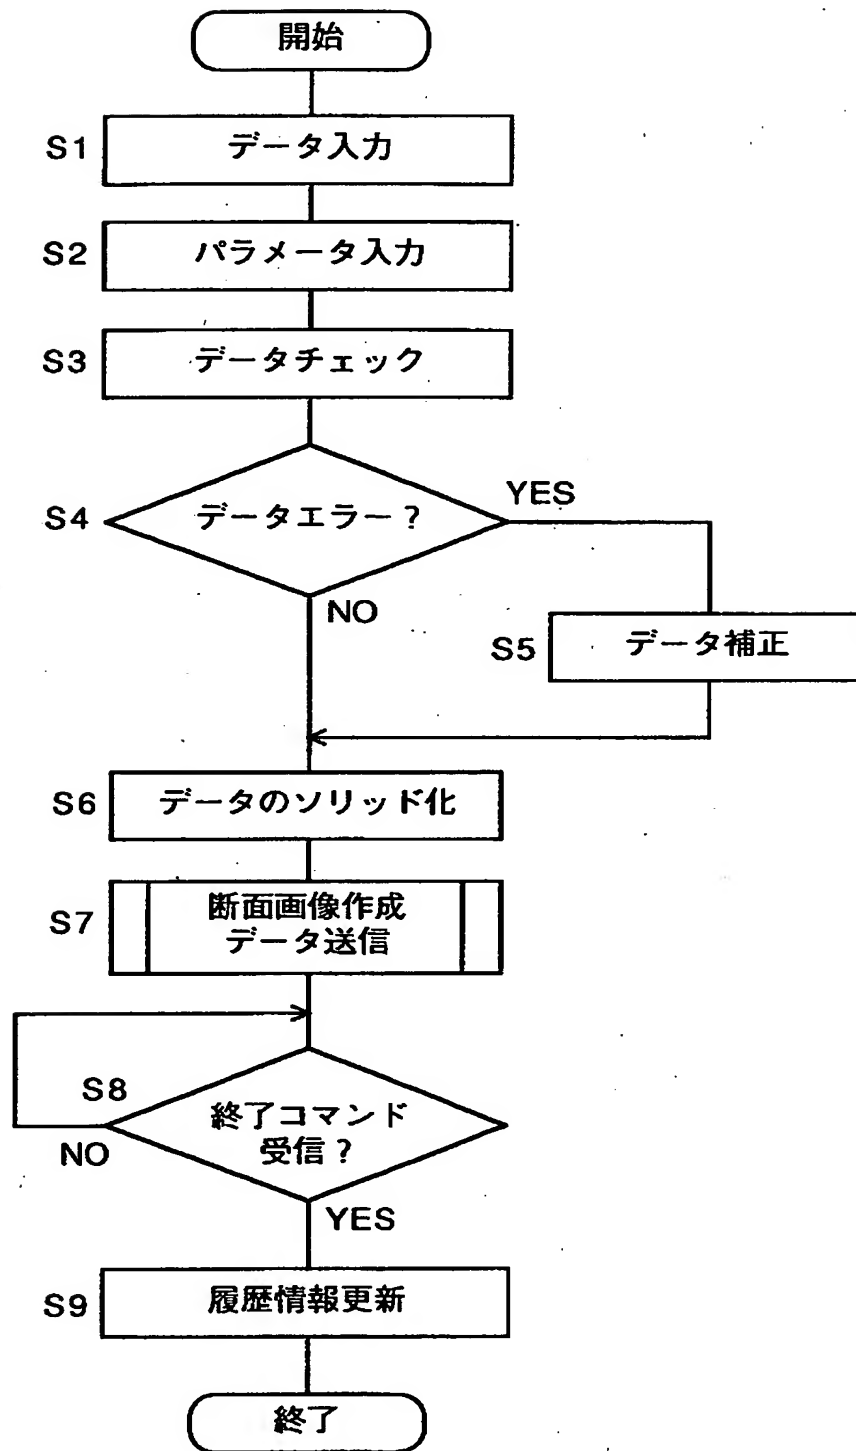 開始
S1
データ入力
S2
パラメータ入力
S3
データチェック
S4
データエラー?
YES
NO
S5
データ補正
S6
データのソリッド化
S7
断面画像作成
データ送信
S8
終了コマンド
受信?
NO
YES
S9
履歴情報更新
終了